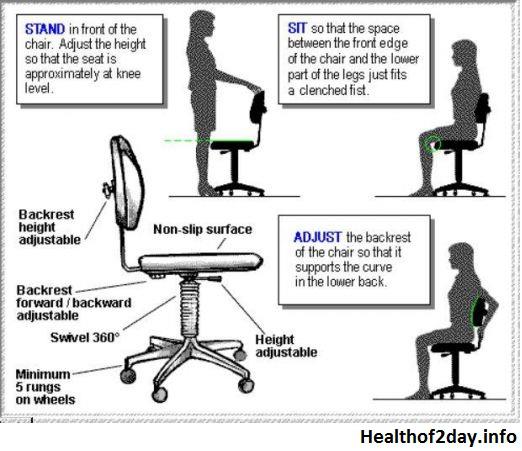 STAND in front of the
chair. Adjust the height
so that the seat is
approximately at knee
level.
SIT so that the space
between the front edge
of the chair and the lower
part of the legs just fits
a clenched fist.
Backrest
height
adjustable
Non-slip surface
ADJUST the backrest
of the chair so that it
supports the curve
in the lower back.
Backrest
forward / backward
adjustable
Swivel 360°
Height
adjustable
Minimum
5 rungs
on wheels
Healthof2day.info